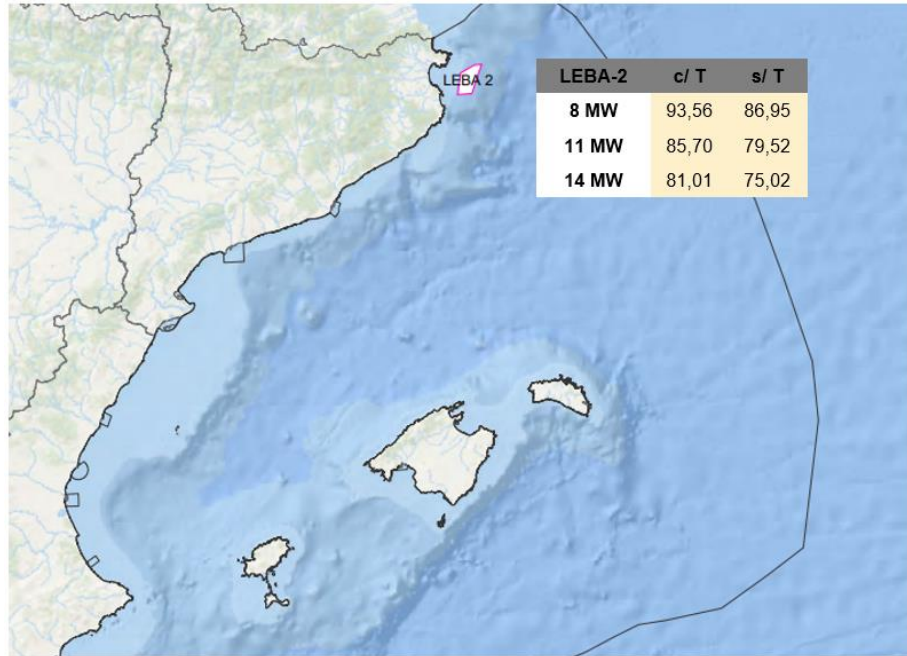 LEBA 2
LEBA-2 c/ T s/ T
8 MW 93,56 86,95
11 MW 85,70 79,52
14 MW 81,01 75,02